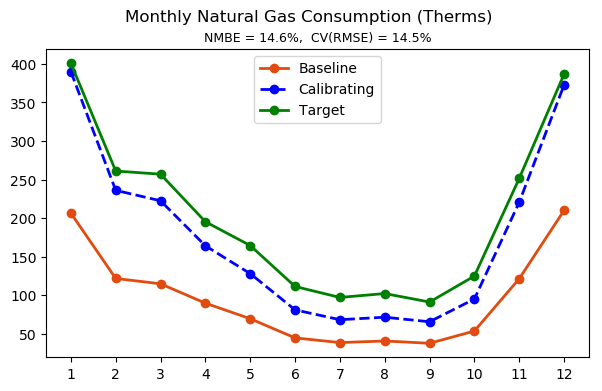 Monthly Natural Gas Consumption (Therms)
NMBE = 14.6%,  CV(RMSE) = 14.5%
Baseline
Calibrating
Target
400
350
300
250
200
150
100
50
1 2 3 4 5 6 7 8 9 10 11 12